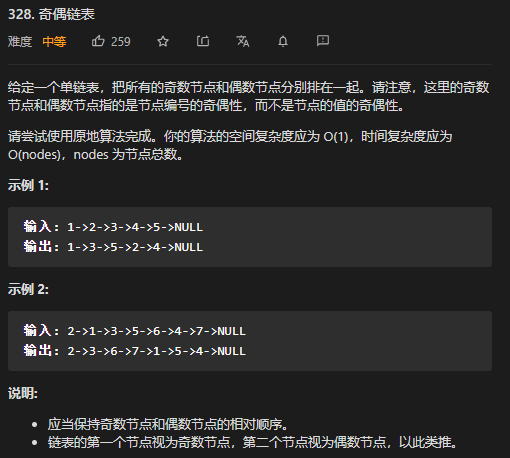 328. 奇偶链表
难度 中等 259
给定一个单链表，把所有的奇数节点和偶数节点分别排在一起。请注意，这里的奇数
节点和偶数节点指的是节点编号的奇偶性，而不是节点的值的奇偶性。
请尝试使用原地算法完成。你的算法的空间复杂度应为 O(1)，时间复杂度应为
O(nodes)，nodes 为节点总数。
示例 1:
输入: 1->2->3->4->5->NULL
输出: 1->3->5->2->4->NULL
示例 2:
输入: 2->1->3->5->6->4->7->NULL
输出: 2->3->6->7->1->5->4->NULL
说明:
• 应当保持奇数节点和偶数节点的相对顺序。
• 链表的第一个节点视为奇数节点，第二个节点视为偶数节点，以此类推。